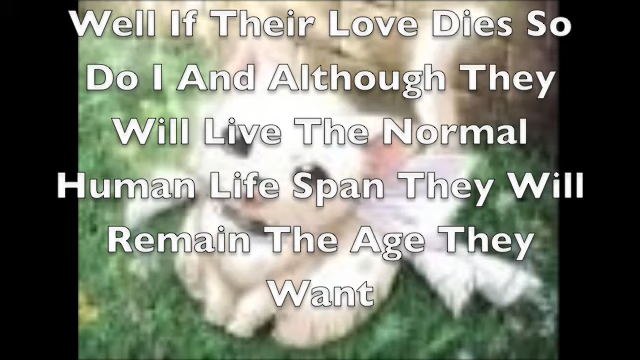 Well If Their Love Dies So
Do I And Although They
Will Live The Normal
Human Life Span They Will
Remain The Age They
Want